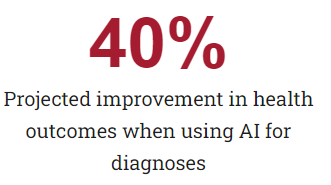 40%
Projected improvement in health
outcomes when using AI for
diagnoses